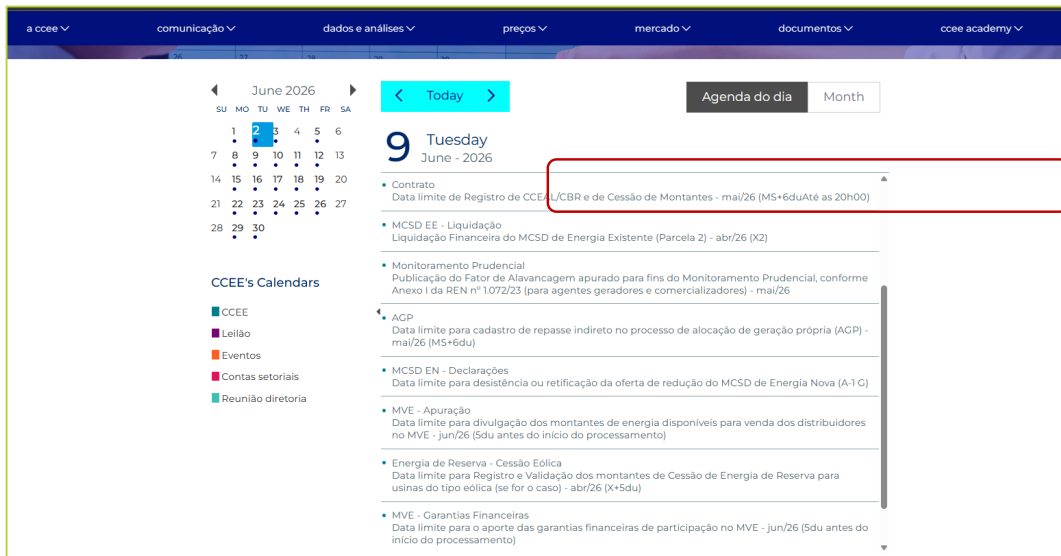 a ccee comunicação dados e análises preços mercado documentos ccee academy
26 27 28 29 30
June 2026
SU MO TU WE TH FR SA
1 2 3 4 5 6
7 8 9 10 11 12 13
14 15 16 17 18 19 20
21 22 23 24 25 26 27
28 29 30
CCEE's Calendars
CCEE
Leilão
Eventos
Contas setoriais
Reunião diretoria
Today
Agenda do dia Month
9 Tuesday
June - 2026
Contrato
Data limite de Registro de CCEAL/CBR e de Cessão de Montantes - mai/26 (MS+6duAté as 20h00)
MCSD EE - Liquidação
Liquidação Financeira do MCSD de Energia Existente (Parcela 2) - abr/26 (X2)
Monitoramento Prudencial
Publicação do Fator de Alavancagem apurado para fins do Monitoramento Prudencial, conforme
Anexo I da REN nº 1.072/23 (para agentes geradores e comercializadores) - mai/26
AGP
Data limite para cadastro de repasse indireto no processo de alocação de geração própria (AGP) -
mai/26 (MS+6du)
MCSD EN - Declarações
Data limite para desistência ou retificação da oferta de redução do MCSD de Energia Nova (A-1 G)
MVE - Apuração
Data limite para divulgação dos montantes de energia disponíveis para venda dos distribuidores
no MVE - jun/26 (5du antes do início do processamento)
Energia de Reserva - Cessão Eólica
Data limite para Registro e Validação dos montantes de Cessão de Energia de Reserva para
usinas do tipo eólica (se for o caso) - abr/26 (X+5du)
MVE - Garantias Financeiras
Data limite para o aporte das garantias financeiras de participação no MVE - jun/26 (5du antes do
início do processamento)